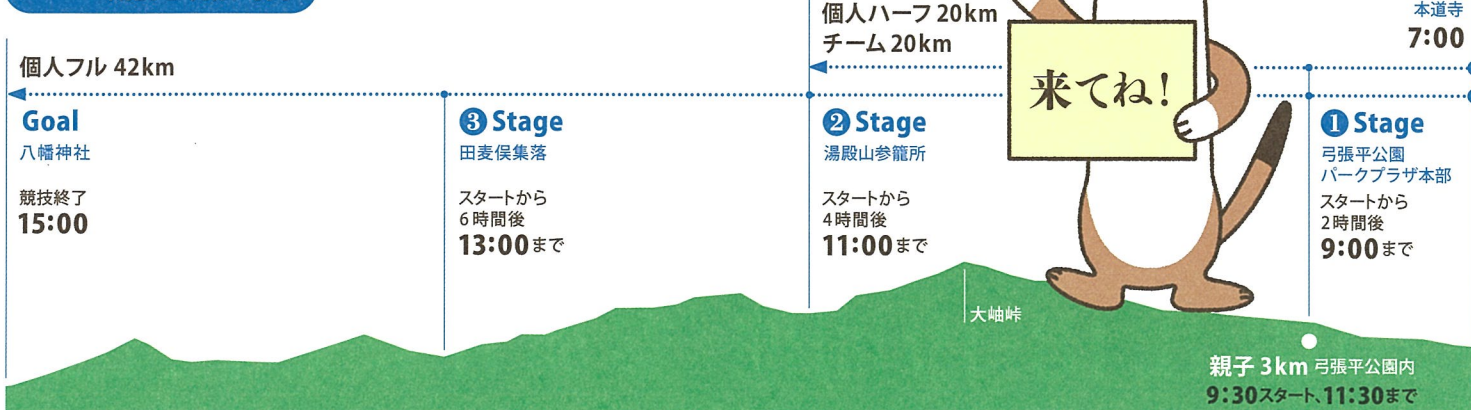 個人フル 42km
個人ハーフ 20km
チーム 20km
来てね!
本道寺
7:00
Goal
八幡神社
競技終了
15:00
❸ Stage
田麦俣集落
スタートから
6時間後
13:00まで
❷ Stage
湯殿山参籠所
スタートから
4時間後
11:00まで
❶ Stage
弓張平公園
パークプラザ本部
スタートから
2時間後
9:00まで
大岫峠
親子 3km 弓張平公園内
9:30スタート、11:30まで